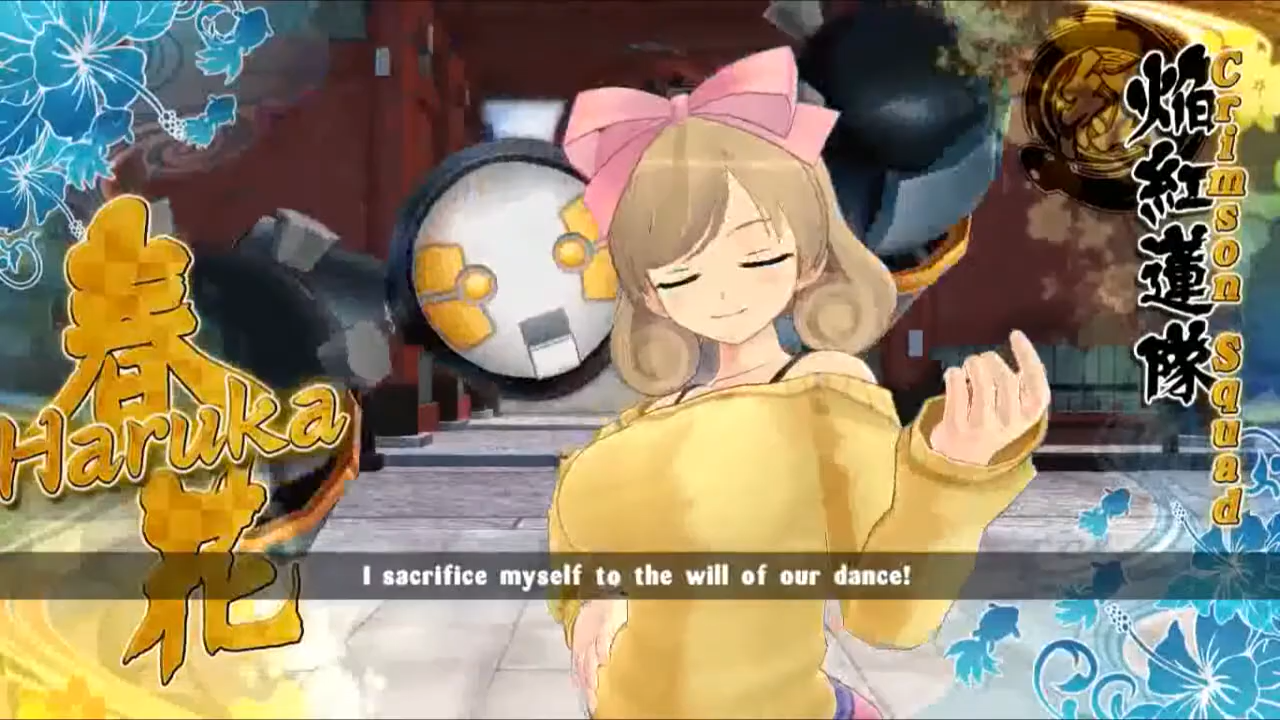 春花
Haruka
焔紅蓮隊
Crimson Squad
I sacrifice myself to the will of our dance!